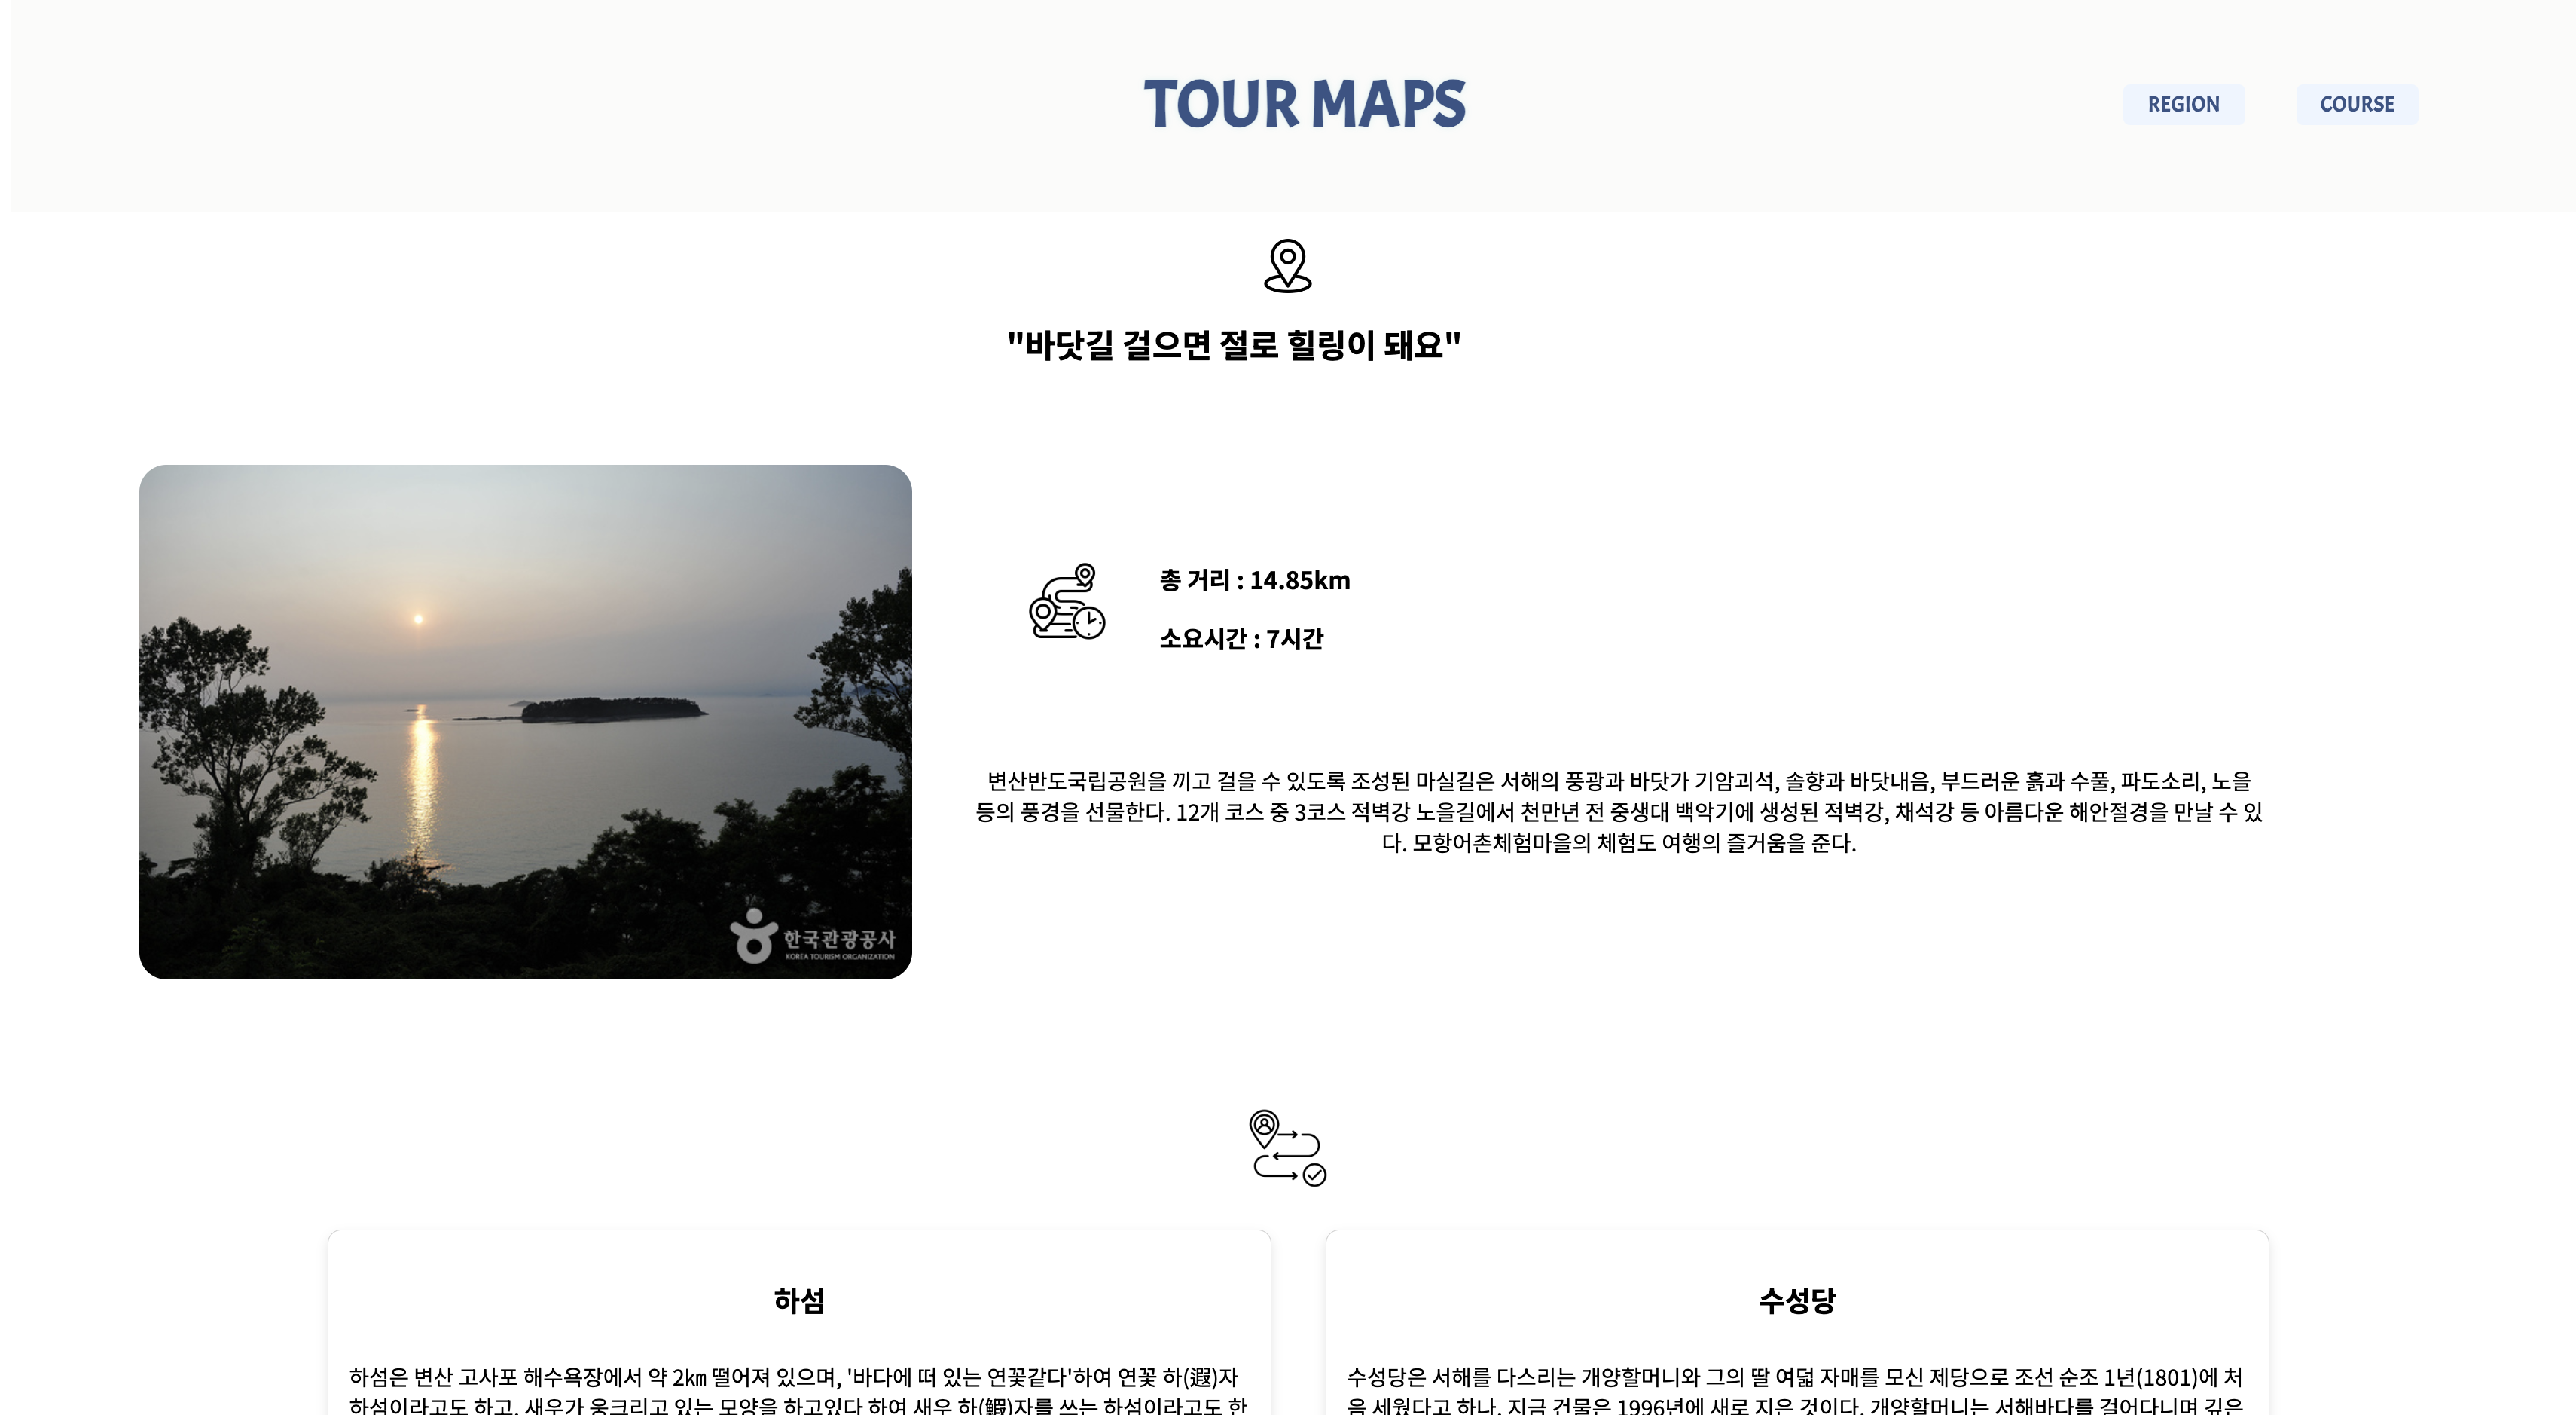 TOUR MAPS
REGION
COURSE
"바닷길 걸으면 절로 힐링이 돼요"
총 거리 : 14.85km
소요시간 : 7시간
변산반도국립공원을 끼고 걸을 수 있도록 조성된 마실길은 서해의 풍광과 바닷가 기암괴석, 솔향과 바닷내음, 부드러운 흙과 수풀, 파도소리, 노을
등의 풍경을 선물한다. 12개 코스 중 3코스 적벽강 노을길에서 천만년 전 중생대 백악기에 생성된 적벽강, 채석강 등 아름다운 해안절경을 만날 수 있
다. 모항어촌체험마을의 체험도 여행의 즐거움을 준다.
한국관광공사
KOREA TOURISM ORGANIZATION
하섬
하섬은 변산 고사포 해수욕장에서 약 2㎞ 떨어져 있으며, '바다에 떠 있는 연꽃같다'하여 연꽃 하(遐)자
하섬이라고도 하고, 새우가 웅크리고 있는 모양을 하고있다 하여 새우 하(鰕)자를 쓰는 하섬이라고도 한
수성당
수성당은 서해를 다스리는 개양할머니와 그의 딸 여덟 자매를 모신 제당으로 조선 순조 1년(1801)에 처
음 세웠다고 하나, 지금 건물은 1996년에 새로 지은 것이다. 개양할머니는 서해바다를 걸어다니며 깊은